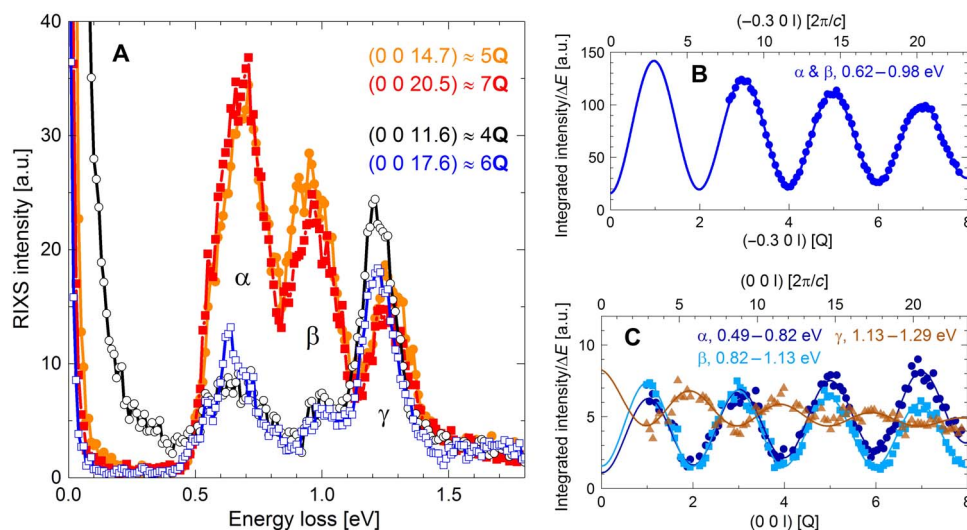 A
(0 0 14.7) ≈ 5Q
(0 0 20.5) ≈ 7Q
(0 0 11.6) ≈ 4Q
(0 0 17.6) ≈ 6Q
α
β
γ
40
30
20
10
0
0.0 0.5 1.0 1.5
RIXS intensity [a.u.]
Energy loss [eV]
(−0.3 0 l) [2π/c]
0 5 10 15 20
B
α & β, 0.62−0.98 eV
150
100
50
0
0 2 4 6 8
Integrated intensity/ΔE [a.u.]
(−0.3 0 l) [Q]
(0 0 l) [2π/c]
0 5 10 15 20
C
α, 0.49−0.82 eV γ, 1.13−1.29 eV
β, 0.82−1.13 eV
10
5
0
0 2 4 6 8
Integrated intensity/ΔE [a.u.]
(0 0 l) [Q]